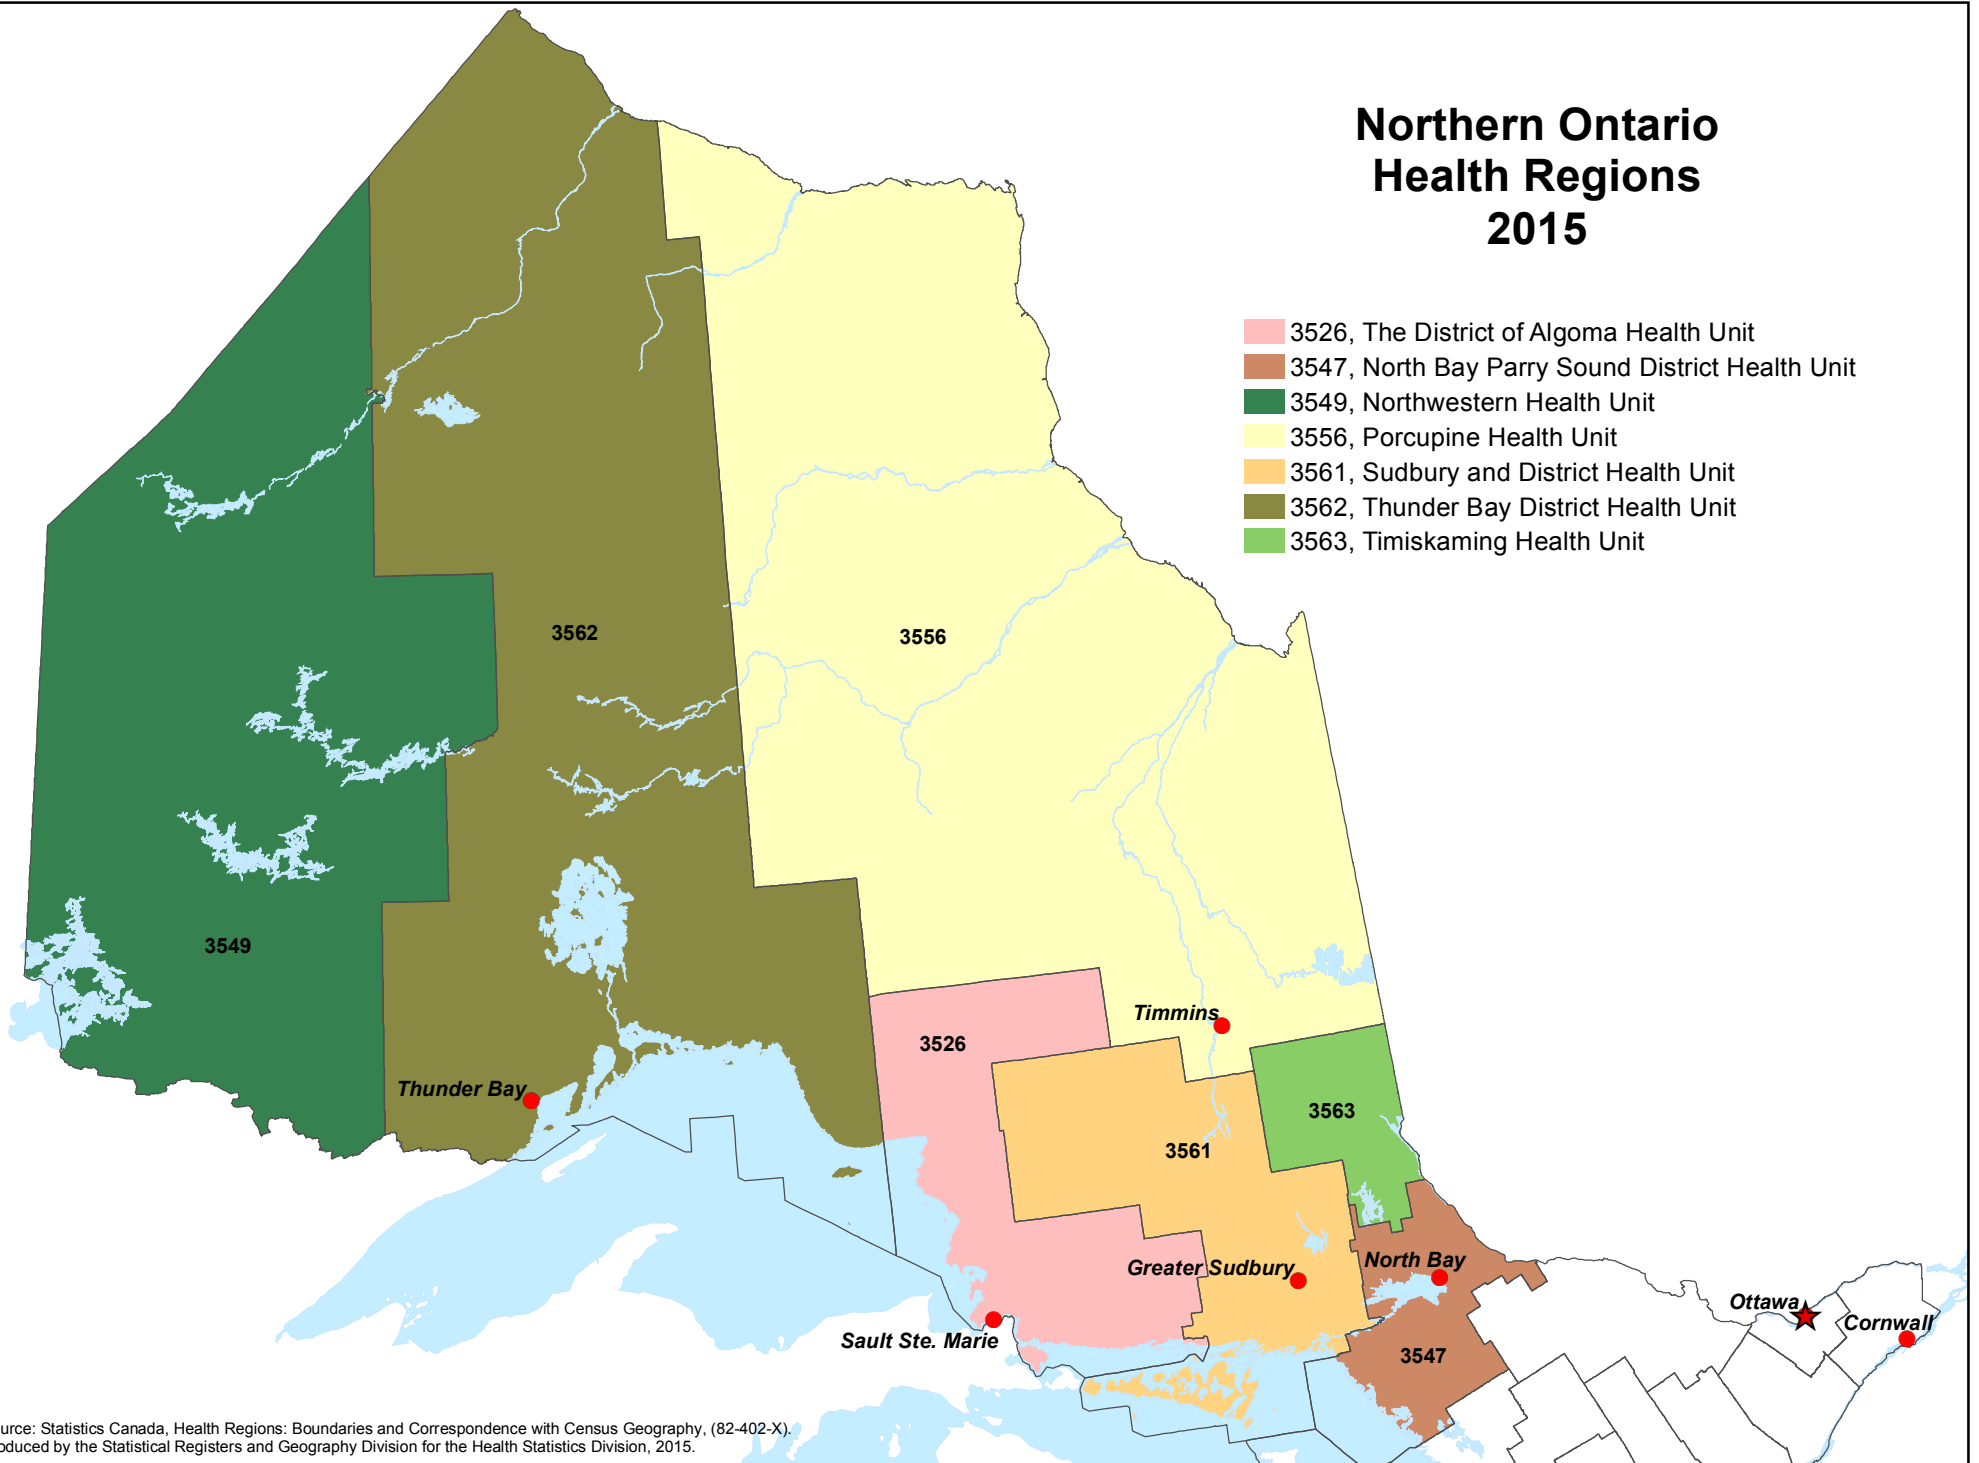 Northern Ontario
Health Regions
2015
3526, The District of Algoma Health Unit
3547, North Bay Parry Sound District Health Unit
3549, Northwestern Health Unit
3556, Porcupine Health Unit
3561, Sudbury and District Health Unit
3562, Thunder Bay District Health Unit
3563, Timiskaming Health Unit
3562
3556
3549
Timmins
3526
Thunder Bay
3563
3561
North Bay
Greater Sudbury
Ottawa
Cornwall
Sault Ste. Marie
3547
urce: Statistics Canada, Health Regions: Boundaries and Correspondence with Census Geography, (82-402-X).
oduced by the Statistical Registers and Geography Division for the Health Statistics Division, 2015.